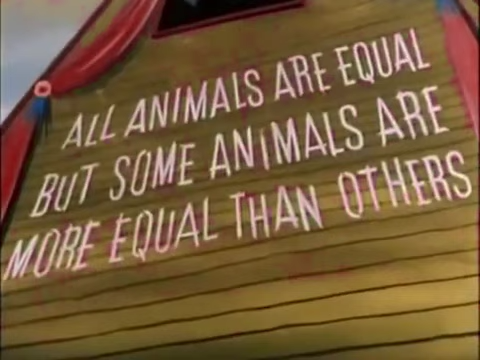 ALL ANIMALS ARE EQUAL
BUT SOME ANIMALS ARE
MORE EQUAL THAN OTHERS